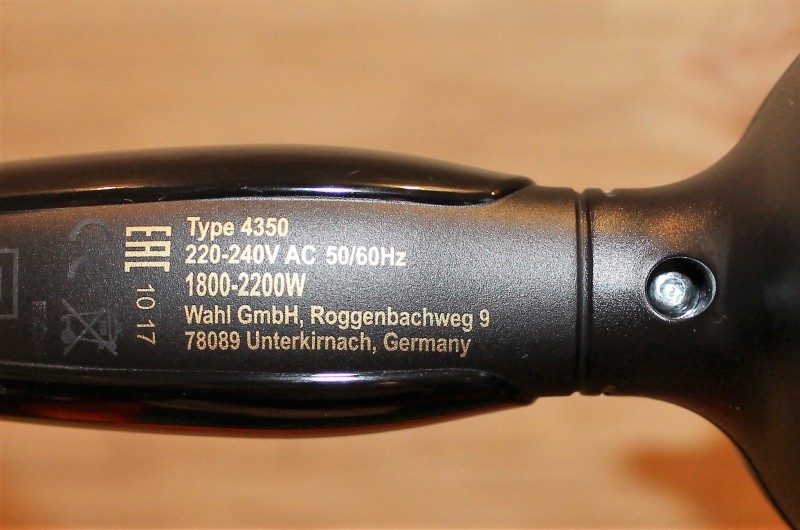 Type 4350
220-240V AC 50/60Hz
1800-2200W
Wahl GmbH, Roggenbachweg 9
78089 Unterkirnach, Germany
EAC
10 17
CE